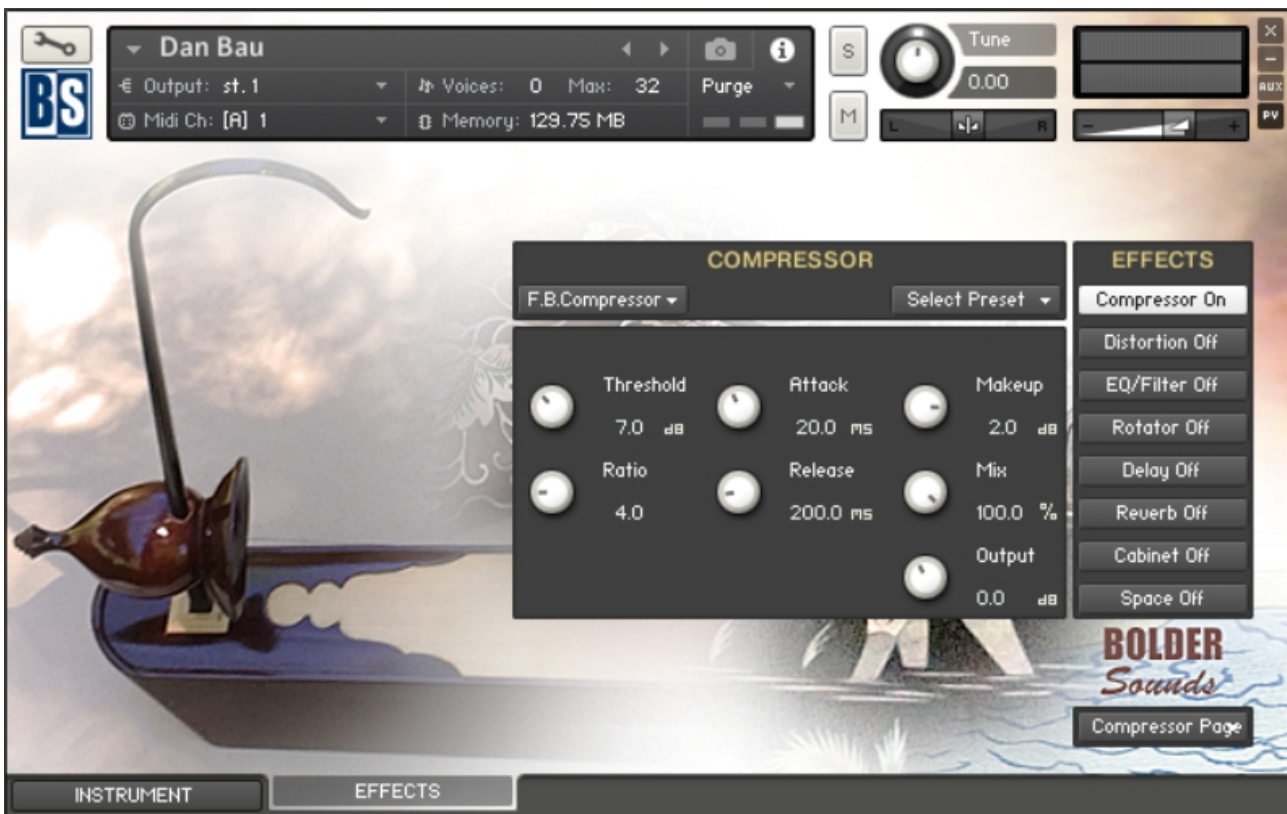 Dan Bau
S
Tune
Output: st. 1
Voices: 0 Max: 32
Purge
0.00
AUX
BS
Midi Ch: [A] 1
Memory: 129.75 MB
M
L
R
PV
COMPRESSOR
F.B.Compressor
Select Preset
Threshold
7.0 dB
Attack
20.0 ms
Makeup
2.0 dB
Ratio
4.0
Release
200.0 ms
Mix
100.0 %
Output
0.0 dB
EFFECTS
Compressor On
Distortion Off
EQ/Filter Off
Rotator Off
Delay Off
Reverb Off
Cabinet Off
Space Off
BOLDER
Sounds
Compressor Page
INSTRUMENT
EFFECTS